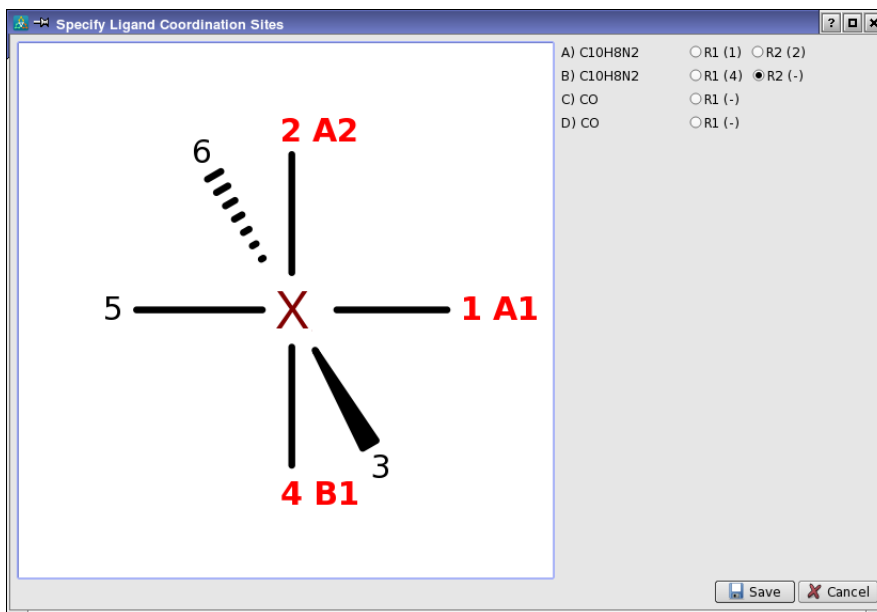 Specify Ligand Coordination Sites
A) C10H8N2 R1 (1) R2 (2)
B) C10H8N2 R1 (4) R2 (-)
C) CO R1 (-)
D) CO R1 (-)
2 A2
6
5
X
1 A1
3
4 B1
Save Cancel